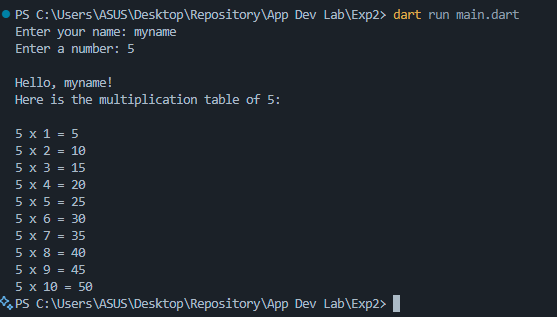 PS C:\Users\ASUS\Desktop\Repository\App Dev Lab\Exp2> dart run main.dart
Enter your name: myname
Enter a number: 5
Hello, myname!
Here is the multiplication table of 5:
5 x 1 = 5
5 x 2 = 10
5 x 3 = 15
5 x 4 = 20
5 x 5 = 25
5 x 6 = 30
5 x 7 = 35
5 x 8 = 40
5 x 9 = 45
5 x 10 = 50
PS C:\Users\ASUS\Desktop\Repository\App Dev Lab\Exp2>